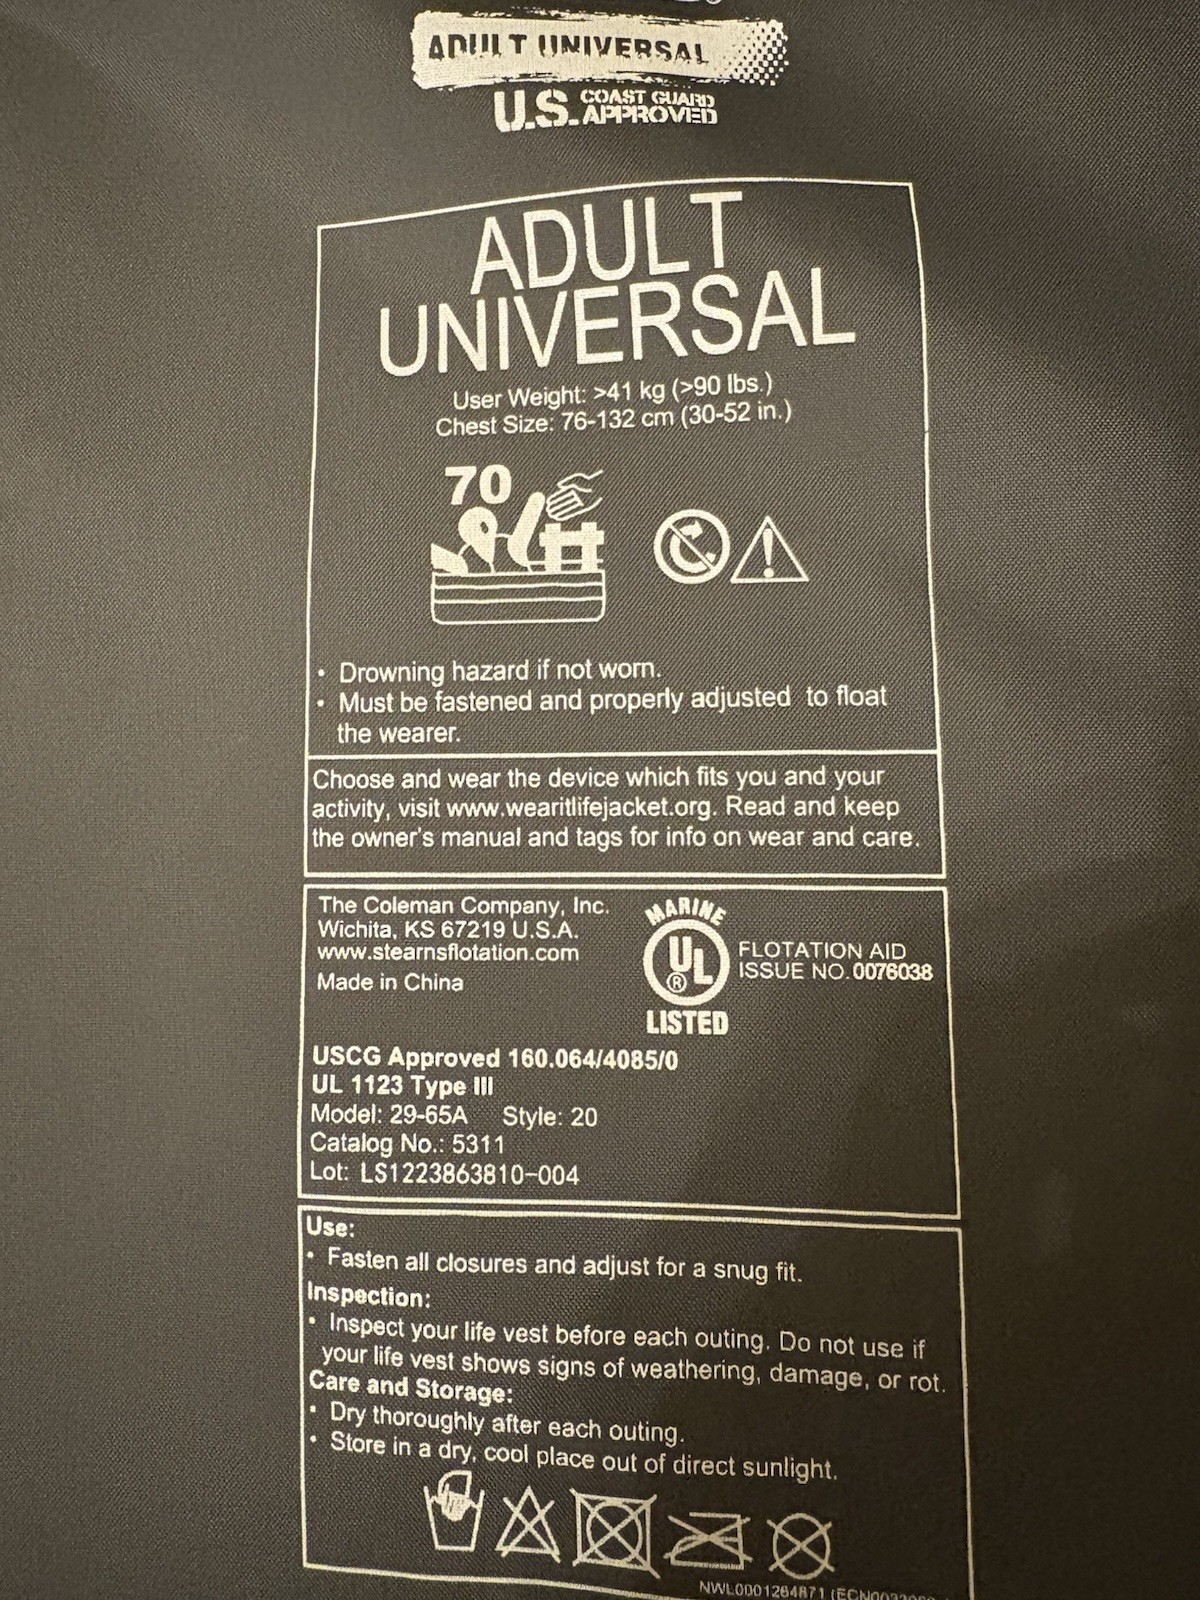 ADULT UNIVERSAL
U.S. COAST GUARD APPROVED
ADULT
UNIVERSAL
User Weight: >41 kg (>90 lbs.)
Chest Size: 76-132 cm (30-52 in.)
70
• Drowning hazard if not worn.
• Must be fastened and properly adjusted to float
the wearer.
Choose and wear the device which fits you and your
activity, visit www.wearitlifejacket.org. Read and keep
the owner's manual and tags for info on wear and care.
The Coleman Company, Inc.
Wichita, KS 67219 U.S.A.
www.stearnsflotation.com
Made in China
MARINE
UL
®
LISTED
FLOTATION AID
ISSUE NO. 0076038
USCG Approved 160.064/4085/0
UL 1123 Type III
Model: 29-65A Style: 20
Catalog No.: 5311
Lot: LS1223863810-004
Use:
• Fasten all closures and adjust for a snug fit.
Inspection:
• Inspect your life vest before each outing. Do not use if
your life vest shows signs of weathering, damage, or rot.
Care and Storage:
• Dry thoroughly after each outing.
• Store in a dry, cool place out of direct sunlight.
NWL0001264871